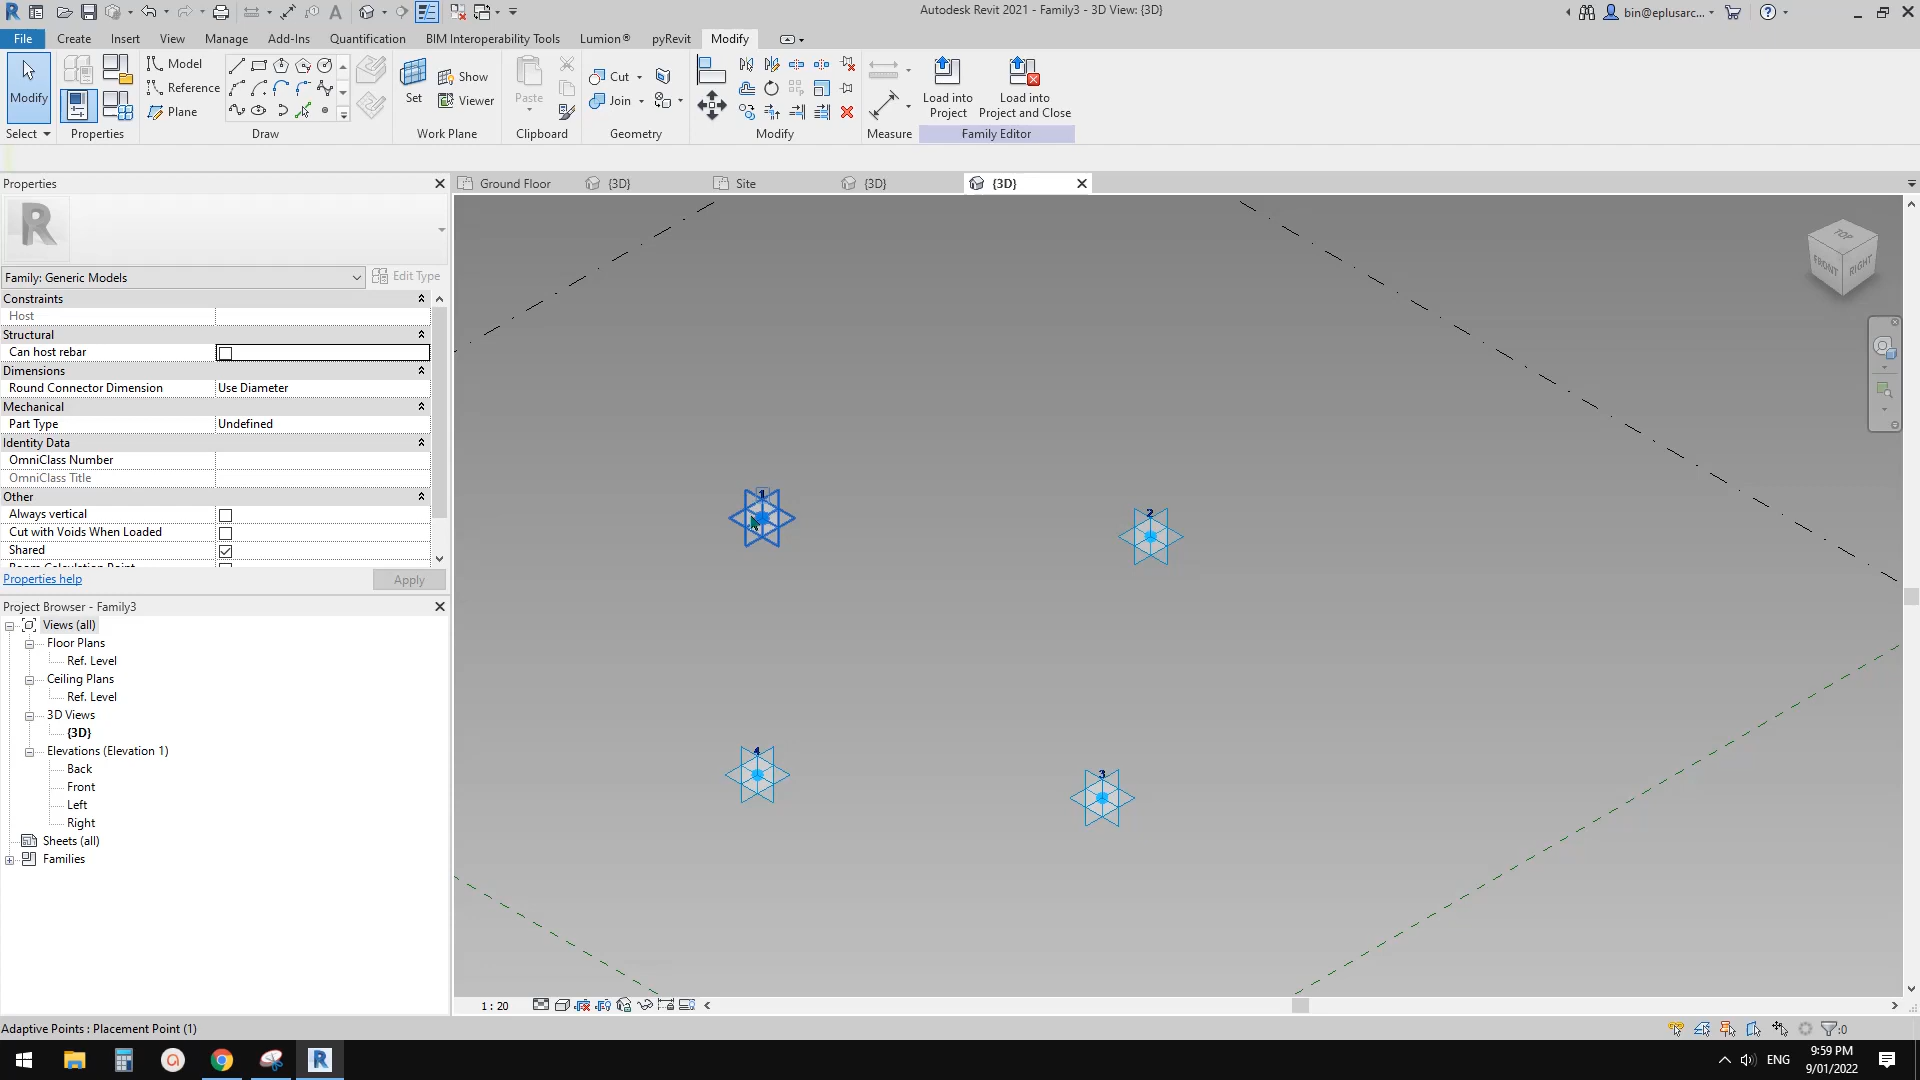 Autodesk Revit 2021 - Family3 - 3D View: {3D}
bin@eplusarc...
File Create Insert View Manage Add-Ins Quantification BIM Interoperability Tools Lumion® pyRevit Modify
Modify
Select
Properties
Model
Reference
Plane
Draw
Set
Show
Viewer
Work Plane
Paste
Clipboard
Cut
Join
Geometry
Modify
Measure
Load into
Project
Load into
Project and Close
Family Editor
Properties
Ground Floor
{3D}
Site
{3D}
{3D}
R
Family: Generic Models
Edit Type
Constraints
Host
Structural
Can host rebar
Dimensions
Round Connector Dimension Use Diameter
Mechanical
Part Type Undefined
Identity Data
OmniClass Number
OmniClass Title
Other
Always vertical
Cut with Voids When Loaded
Shared
Room Calculation Point
Properties help
Apply
Project Browser - Family3
Views (all)
Floor Plans
Ref. Level
Ceiling Plans
Ref. Level
3D Views
{3D}
Elevations (Elevation 1)
Back
Front
Left
Right
Sheets (all)
Families
TOP
FRONT
RIGHT
1
2
4
3
1 : 20
Adaptive Points : Placement Point (1)
:0
ENG
9:59 PM
9/01/2022